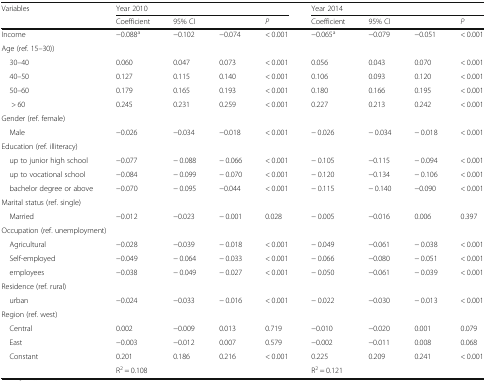 Variables Year 2010 Year 2014
Coefficient 95% CI P Coefficient 95% CI P
Income −0.088a −0.102 −0.074 < 0.001 −0.065a −0.079 −0.051 < 0.001
Age (ref. 15–30))
30–40 0.060 0.047 0.073 < 0.001 0.056 0.043 0.070 < 0.001
40–50 0.127 0.115 0.140 < 0.001 0.106 0.093 0.120 < 0.001
50–60 0.179 0.165 0.193 < 0.001 0.180 0.166 0.195 < 0.001
> 60 0.245 0.231 0.259 < 0.001 0.227 0.213 0.242 < 0.001
Gender (ref. female)
Male −0.026 −0.034 −0.018 < 0.001 − 0.026 − 0.034 − 0.018 < 0.001
Education (ref. illiteracy)
up to junior high school −0.077 − 0.088 − 0.066 < 0.001 − 0.105 −0.115 − 0.094 < 0.001
up to vocational school −0.084 − 0.099 − 0.070 < 0.001 − 0.120 −0.134 − 0.106 < 0.001
bachelor degree or above −0.070 − 0.095 −0.044 < 0.001 − 0.115 − 0.140 −0.090 < 0.001
Marital status (ref. single)
Married −0.012 −0.023 − 0.001 0.028 − 0.005 −0.016 0.006 0.397
Occupation (ref. unemployment)
Agricultural −0.028 −0.039 − 0.018 < 0.001 − 0.049 −0.061 − 0.038 < 0.001
Self-employed −0.049 − 0.064 − 0.033 < 0.001 − 0.066 −0.080 − 0.051 < 0.001
employees −0.038 − 0.049 − 0.027 < 0.001 − 0.050 −0.061 − 0.039 < 0.001
Residence (ref. rural)
urban −0.024 −0.033 − 0.016 < 0.001 − 0.022 −0.030 − 0.013 < 0.001
Region (ref. west)
Central 0.002 −0.009 0.013 0.719 −0.010 −0.020 0.001 0.079
East −0.003 −0.012 0.007 0.579 −0.002 −0.011 0.008 0.068
Constant 0.201 0.186 0.216 < 0.001 0.225 0.209 0.241 < 0.001
R² = 0.108 R² = 0.121